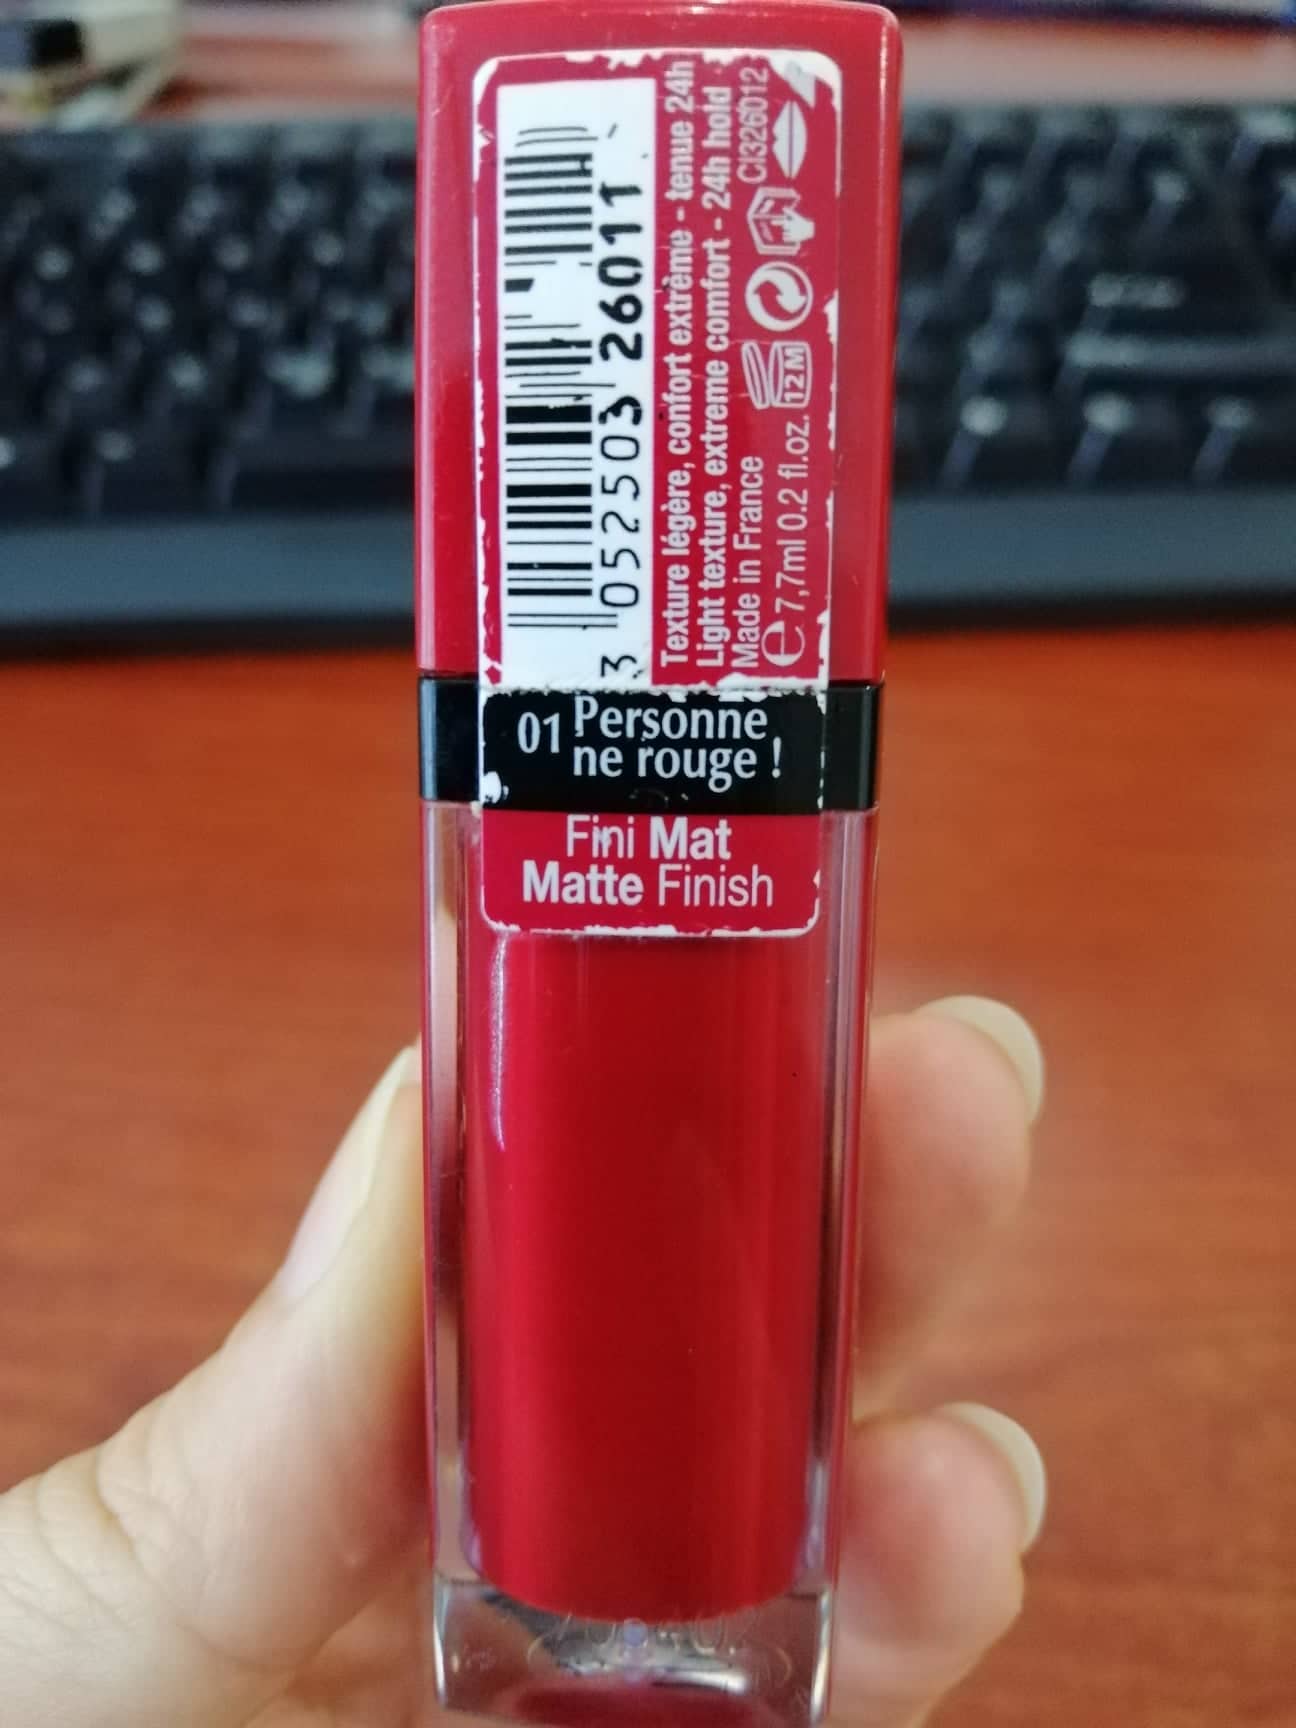 3 052503 260117
Texture légère, confort extrême - tenue 24h
Light texture, extreme comfort - 24h hold
Made in France
CI326012
e 7,7ml 0.2 fl.oz.
12M
01 Personne
ne rouge !
Fini Mat
Matte Finish